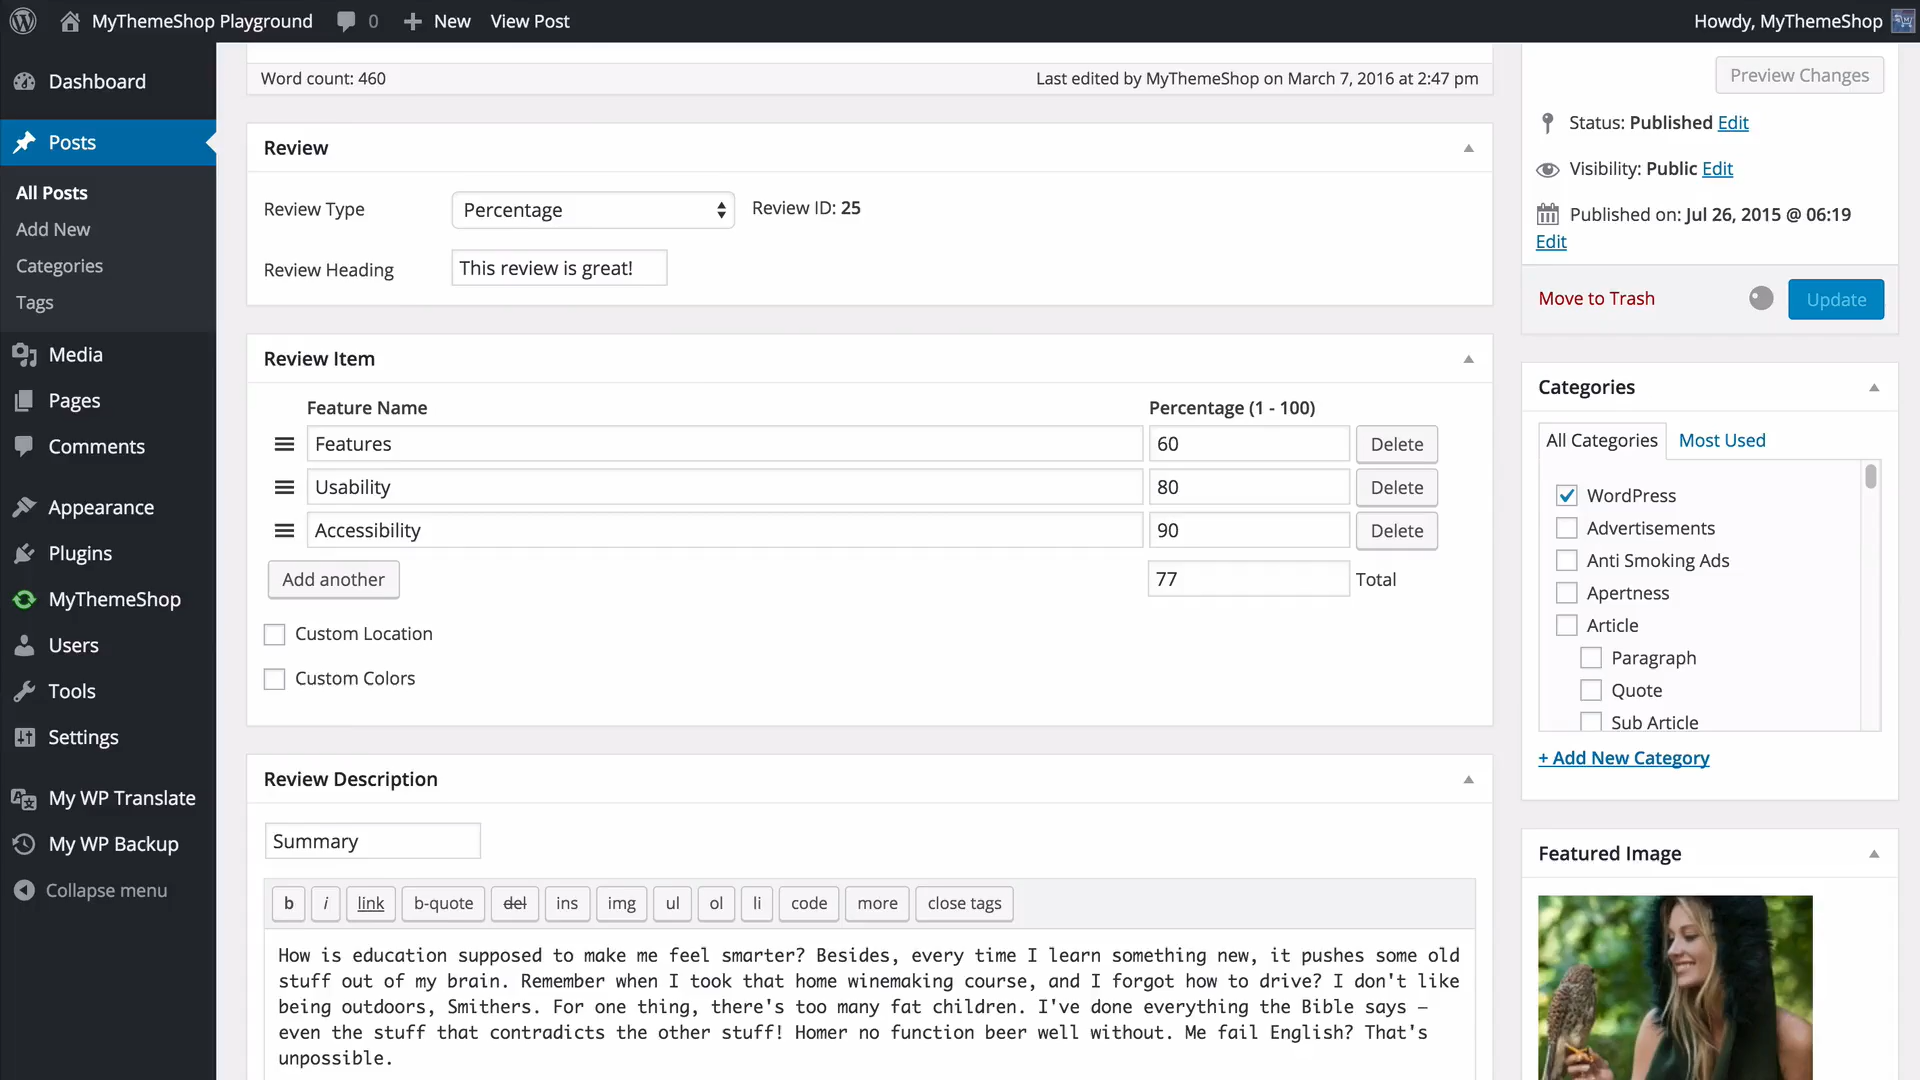 MyThemeShop Playground 0 New View Post Howdy, MyThemeShop
Dashboard
Posts
All Posts
Add New
Categories
Tags
Media
Pages
Comments
Appearance
Plugins
MyThemeShop
Users
Tools
Settings
My WP Translate
My WP Backup
Collapse menu
Word count: 460 Last edited by MyThemeShop on March 7, 2016 at 2:47 pm
Review
Review Type Percentage Review ID: 25
Review Heading This review is great!
Review Item
Feature Name Percentage (1 - 100)
Features 60 Delete
Usability 80 Delete
Accessibility 90 Delete
Add another 77 Total
Custom Location
Custom Colors
Review Description
Summary
b i link b-quote del ins img ul ol li code more close tags
How is education supposed to make me feel smarter? Besides, every time I learn something new, it pushes some old
stuff out of my brain. Remember when I took that home winemaking course, and I forgot how to drive? I don't like
being outdoors, Smithers. For one thing, there's too many fat children. I've done everything the Bible says —
even the stuff that contradicts the other stuff! Homer no function beer well without. Me fail English? That's
unpossible.
Preview Changes
Status: Published Edit
Visibility: Public Edit
Published on: Jul 26, 2015 @ 06:19
Edit
Move to Trash Update
Categories
All Categories Most Used
WordPress
Advertisements
Anti Smoking Ads
Apertness
Article
Paragraph
Quote
Sub Article
+ Add New Category
Featured Image